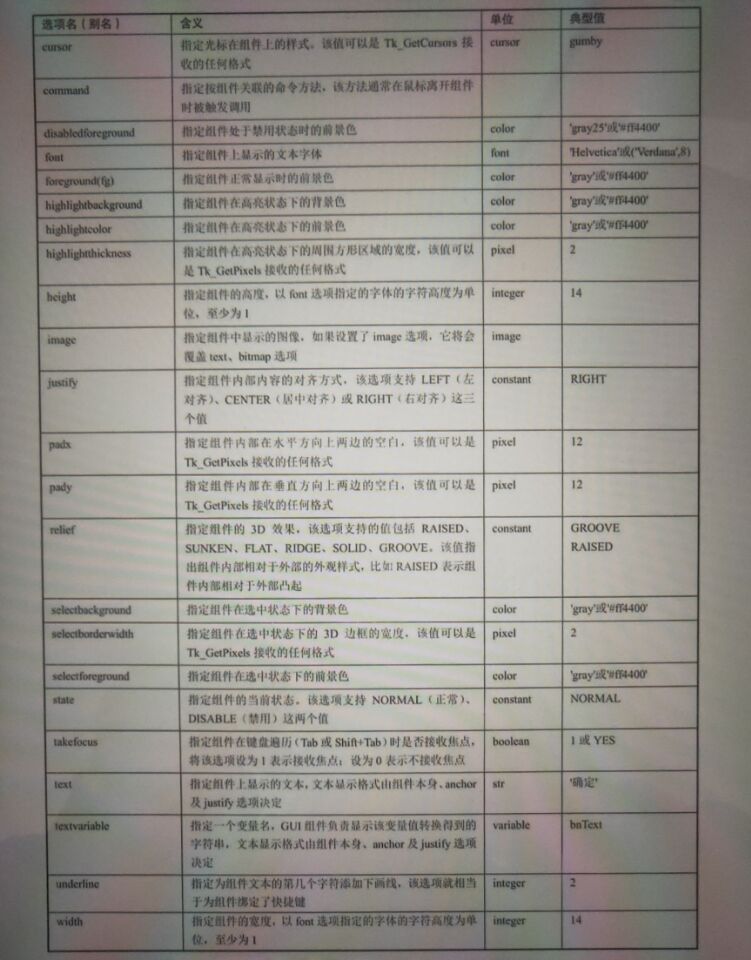 选项名（别名） 含义 单位 典型值
cursor 指定光标在组件上的样式。该值可以是 Tk_GetCursors 接 cursor gumby
收的任何格式
command 指定按组件关联的命令方法，该方法通常在鼠标离开组件
时被触发调用
disabledforeground 指定组件处于禁用状态时的前景色 color 'gray25'或'#ff4400'
font 指定组件上显示的文本字体 font 'Helvetica'或('Verdana',8)
foreground(fg) 指定组件正常显示时的前景色 color 'gray'或'#ff4400'
highlightbackground 指定组件在高亮状态下的背景色 color 'gray'或'#ff4400'
highlightcolor 指定组件在高亮状态下的前景色 color 'gray'或'#ff4400'
highlightthickness 指定组件在高亮状态下的周围方形区域的宽度，该值可以 pixel 2
是 Tk_GetPixels 接收的任何格式
height 指定组件的高度，以 font 选项指定的字体的字符高度为单 integer 14
位，至少为 1
image 指定组件中显示的图像，如果设置了 image 选项，它将会 image
覆盖 text、bitmap 选项
justify 指定组件内部内容的对齐方式，该选项支持 LEFT（左 constant RIGHT
对齐）、CENTER（居中对齐）或 RIGHT（右对齐）这三
个值
padx 指定组件内部在水平方向上两边的空白，该值可以是 pixel 12
Tk_GetPixels 接收的任何格式
pady 指定组件内部在垂直方向上两边的空白，该值可以是 pixel 12
Tk_GetPixels 接收的任何格式
relief 指定组件的 3D 效果，该选项支持的值包括 RAISED、 constant GROOVE
SUNKEN、FLAT、RIDGE、SOLID、GROOVE。该值指 RAISED
出组件内部相对于外部的外观样式，比如 RAISED 表示组
件内部相对于外部凸起
selectbackground 指定组件在选中状态下的背景色 color 'gray'或'#ff4400'
selectborderwidth 指定组件在选中状态下的 3D 边框的宽度，该值可以是 pixel 2
Tk_GetPixels 接收的任何格式
selectforeground 指定组件在选中状态下的前景色 color 'gray'或'#ff4400'
state 指定组件的当前状态。该选项支持 NORMAL（正常）、 constant NORMAL
DISABLE（禁用）这两个值
takefocus 指定组件在键盘遍历（Tab 或 Shift+Tab）时是否接收焦点， boolean 1 或 YES
将该选项设为 1 表示接收焦点；设为 0 表示不接收焦点
text 指定组件上显示的文本，文本显示格式由组件本身、anchor str '确定'
及 justify 选项决定
textvariable 指定一个变量名，GUI 组件负责显示该变量值转换得到的 variable bnText
字符串，文本显示格式由组件本身、anchor 及 justify 选项
决定
underline 指定为组件文本的第几个字符添加下画线，该选项就相当 integer 2
于为组件绑定了快捷键
width 指定组件的宽度，以 font 选项指定的字体的字符高度为单 integer 14
位，至少为 1